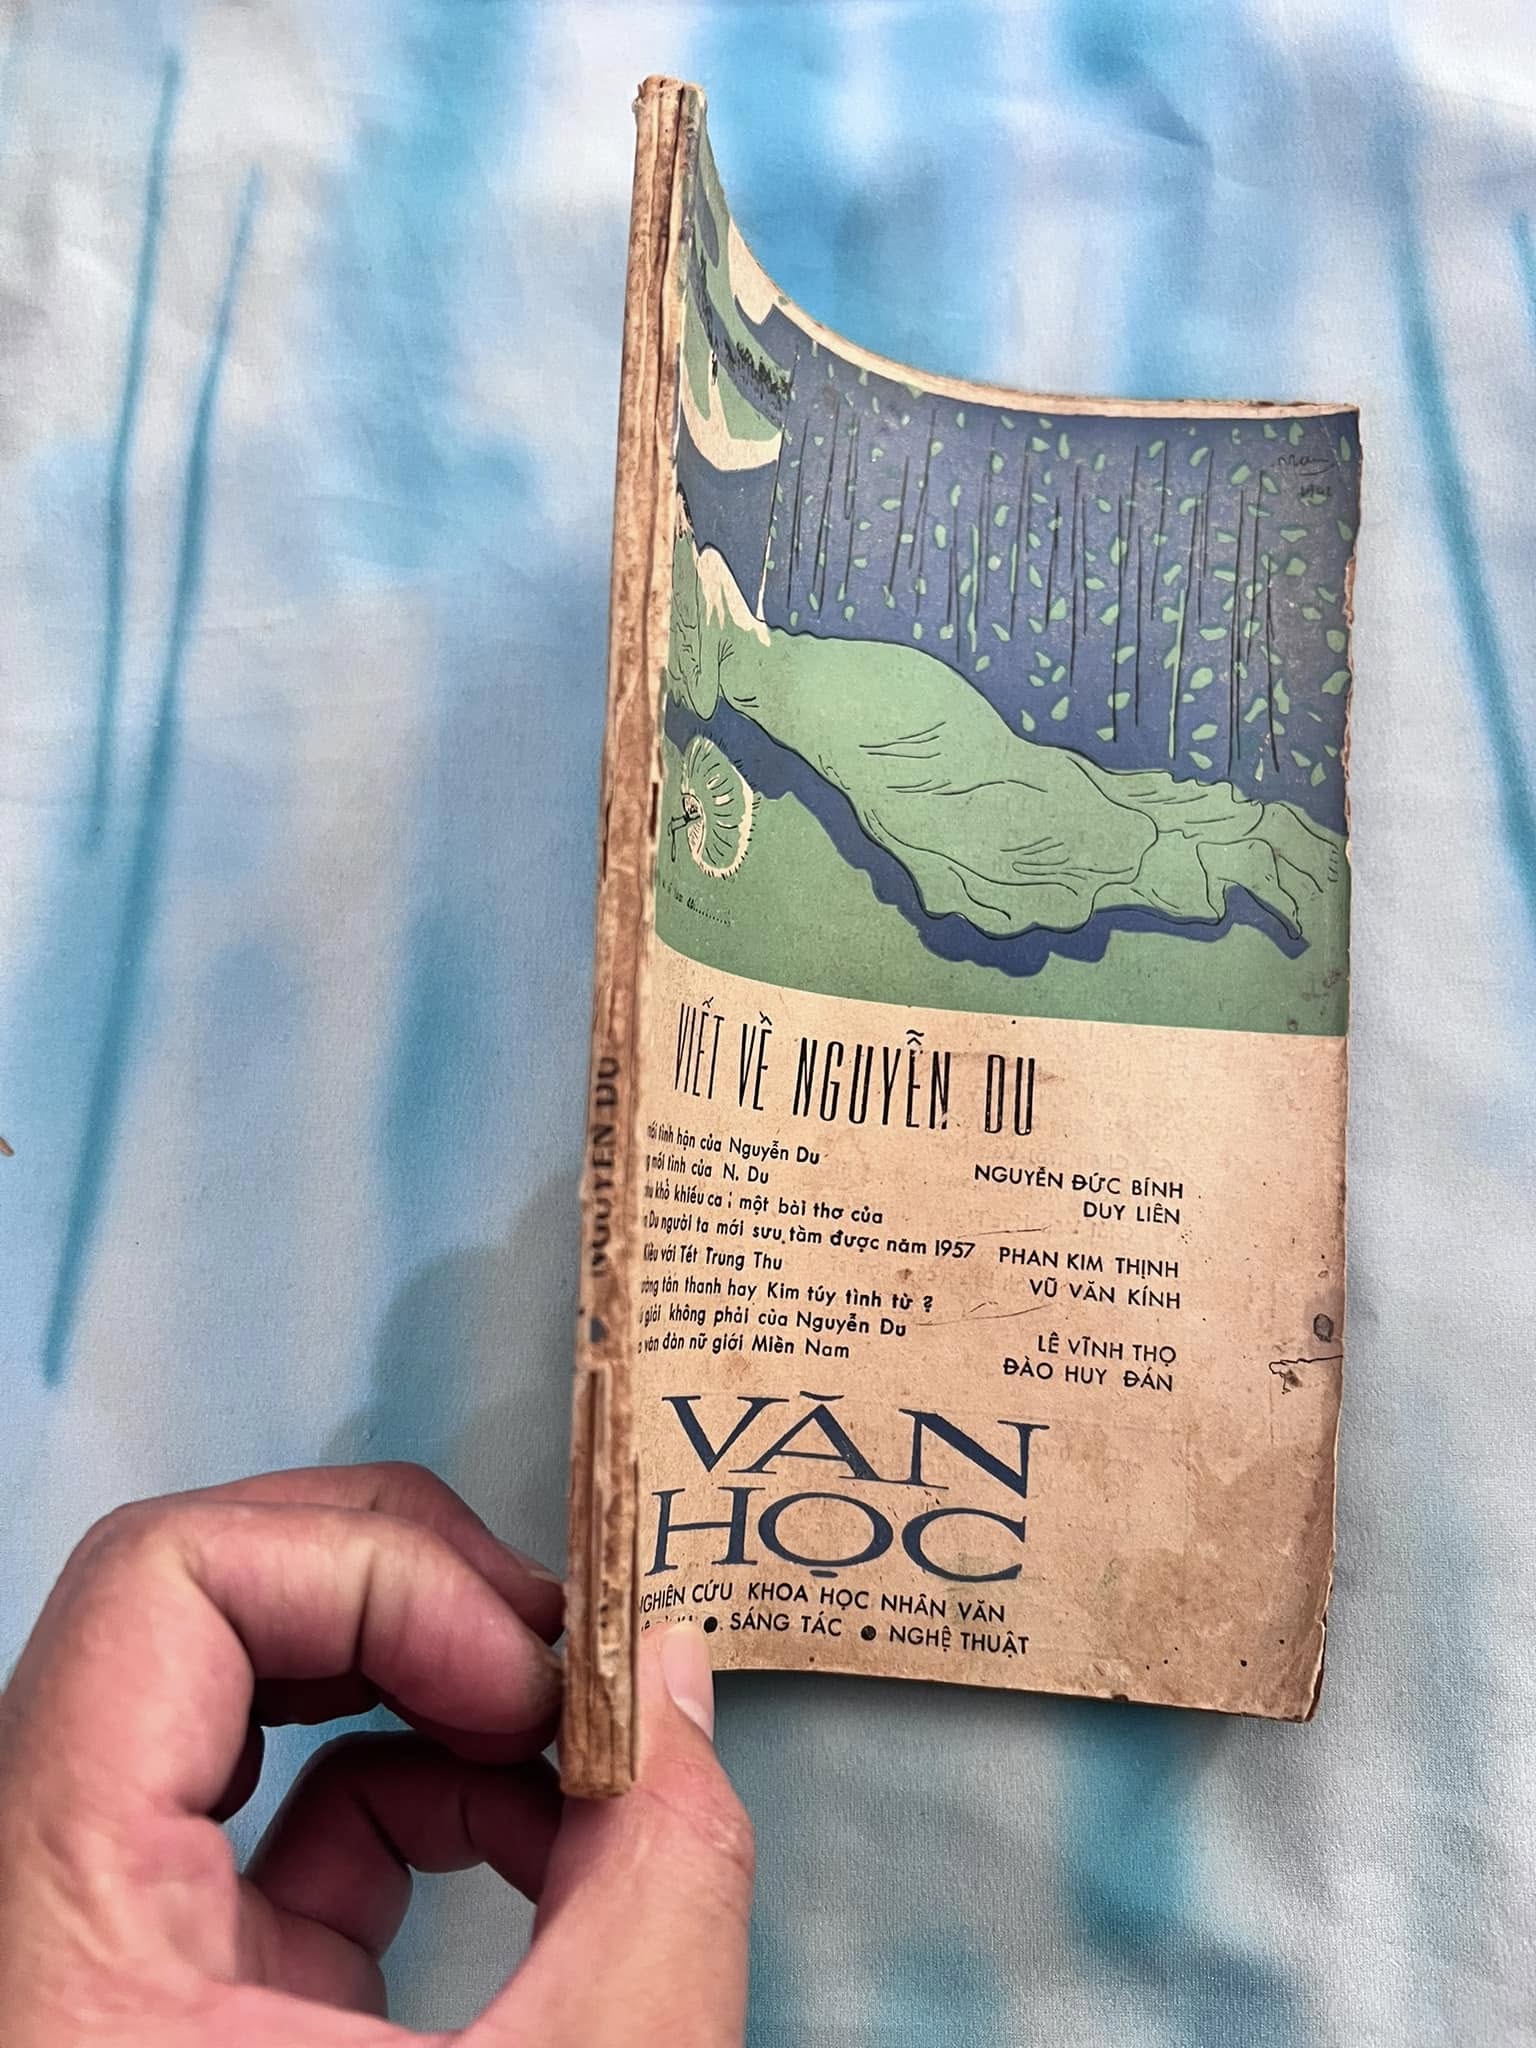 VIẾT VỀ NGUYỄN DU
mối tình hận của Nguyễn Du
mối tình của N. Du
khổ khiếu ca ; một bài thơ của
Du người ta mới sưu tầm được năm 1957
Kiều với Tết Trung Thu
tân thanh hay Kim túy tình từ ?
giải không phải của Nguyễn Du
văn đàn nữ giới Miền Nam
NGUYỄN ĐỨC BÍNH
DUY LIÊN
PHAN KIM THỊNH
VŨ VĂN KÍNH
LÊ VĨNH THỌ
ĐÀO HUY ĐÁN
VĂN
HỌC
NGHIÊN CỨU KHOA HỌC NHÂN VĂN
● SÁNG TÁC ● NGHỆ THUẬT
NGUYỄN DU